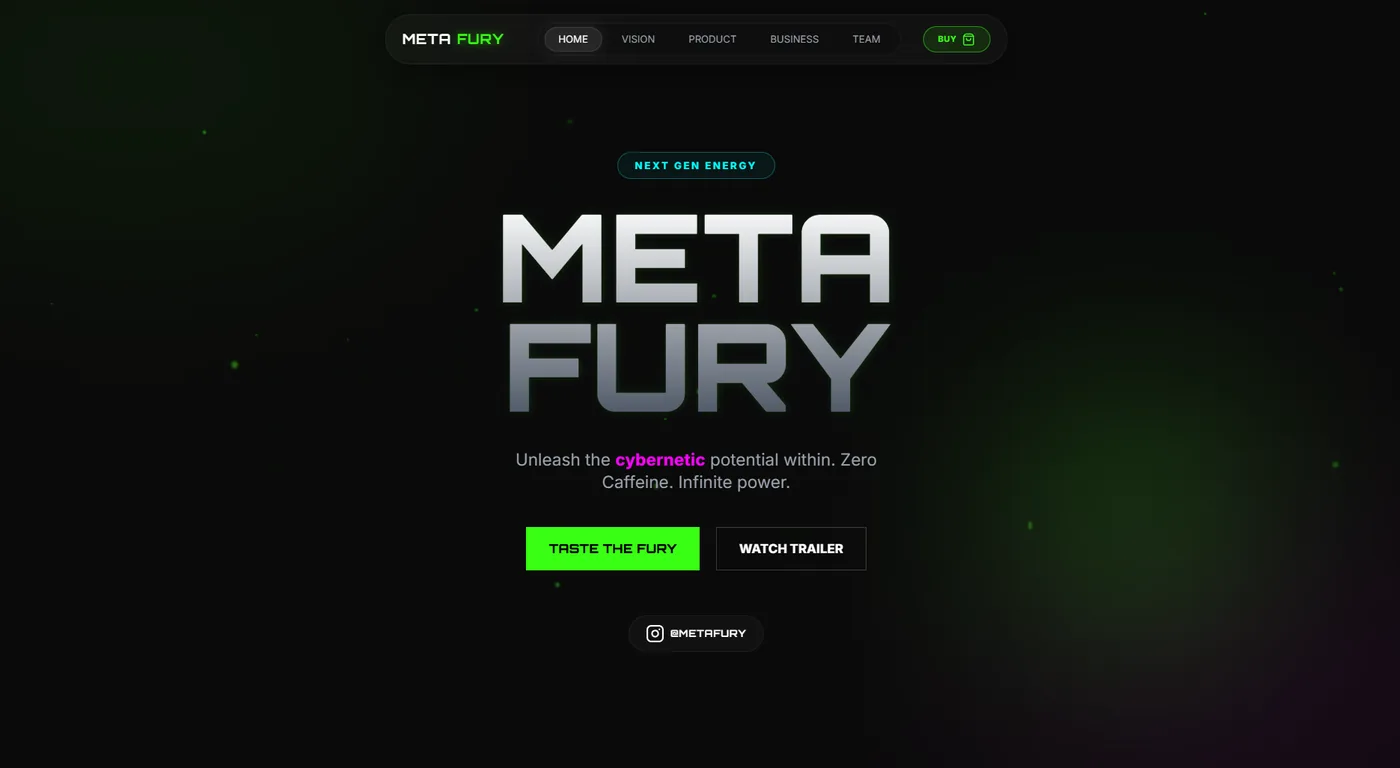 META FURY
HOME
VISION
PRODUCT
BUSINESS
TEAM
BUY
NEXT GEN ENERGY
META
FURY
Unleash the cybernetic potential within. Zero
Caffeine. Infinite power.
TASTE THE FURY
WATCH TRAILER
@METAFURY